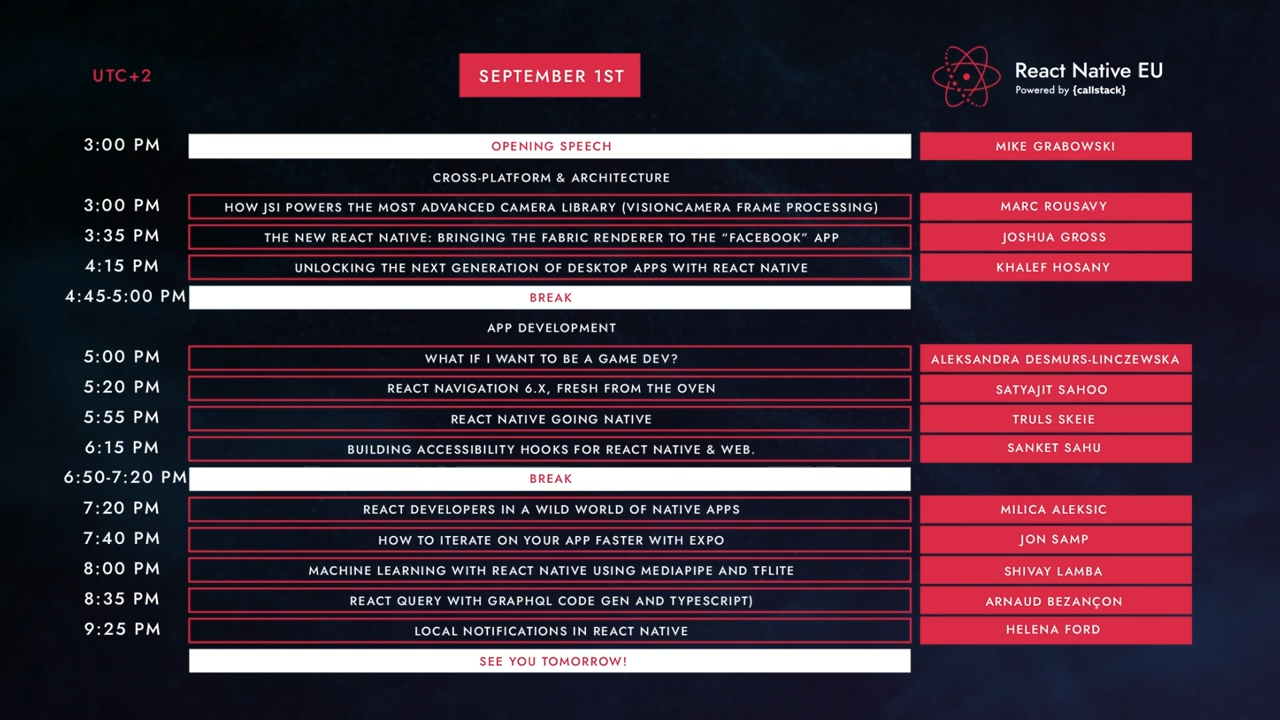 UTC+2
SEPTEMBER 1ST
React Native EU
Powered by {callstack}
3:00 PM OPENING SPEECH MIKE GRABOWSKI
CROSS-PLATFORM & ARCHITECTURE
3:00 PM HOW JSI POWERS THE MOST ADVANCED CAMERA LIBRARY (VISIONCAMERA FRAME PROCESSING) MARC ROUSAVY
3:35 PM THE NEW REACT NATIVE: BRINGING THE FABRIC RENDERER TO THE “FACEBOOK” APP JOSHUA GROSS
4:15 PM UNLOCKING THE NEXT GENERATION OF DESKTOP APPS WITH REACT NATIVE KHALEF HOSANY
4:45-5:00 PM BREAK
APP DEVELOPMENT
5:00 PM WHAT IF I WANT TO BE A GAME DEV? ALEKSANDRA DESMURS-LINCZEWSKA
5:20 PM REACT NAVIGATION 6.X, FRESH FROM THE OVEN SATYAJIT SAHOO
5:55 PM REACT NATIVE GOING NATIVE TRULS SKEIE
6:15 PM BUILDING ACCESSIBILITY HOOKS FOR REACT NATIVE & WEB. SANKET SAHU
6:50-7:20 PM BREAK
7:20 PM REACT DEVELOPERS IN A WILD WORLD OF NATIVE APPS MILICA ALEKSIC
7:40 PM HOW TO ITERATE ON YOUR APP FASTER WITH EXPO JON SAMP
8:00 PM MACHINE LEARNING WITH REACT NATIVE USING MEDIAPIPE AND TFLITE SHIVAY LAMBA
8:35 PM REACT QUERY WITH GRAPHQL CODE GEN AND TYPESCRIPT) ARNAUD BEZANÇON
9:25 PM LOCAL NOTIFICATIONS IN REACT NATIVE HELENA FORD
SEE YOU TOMORROW!